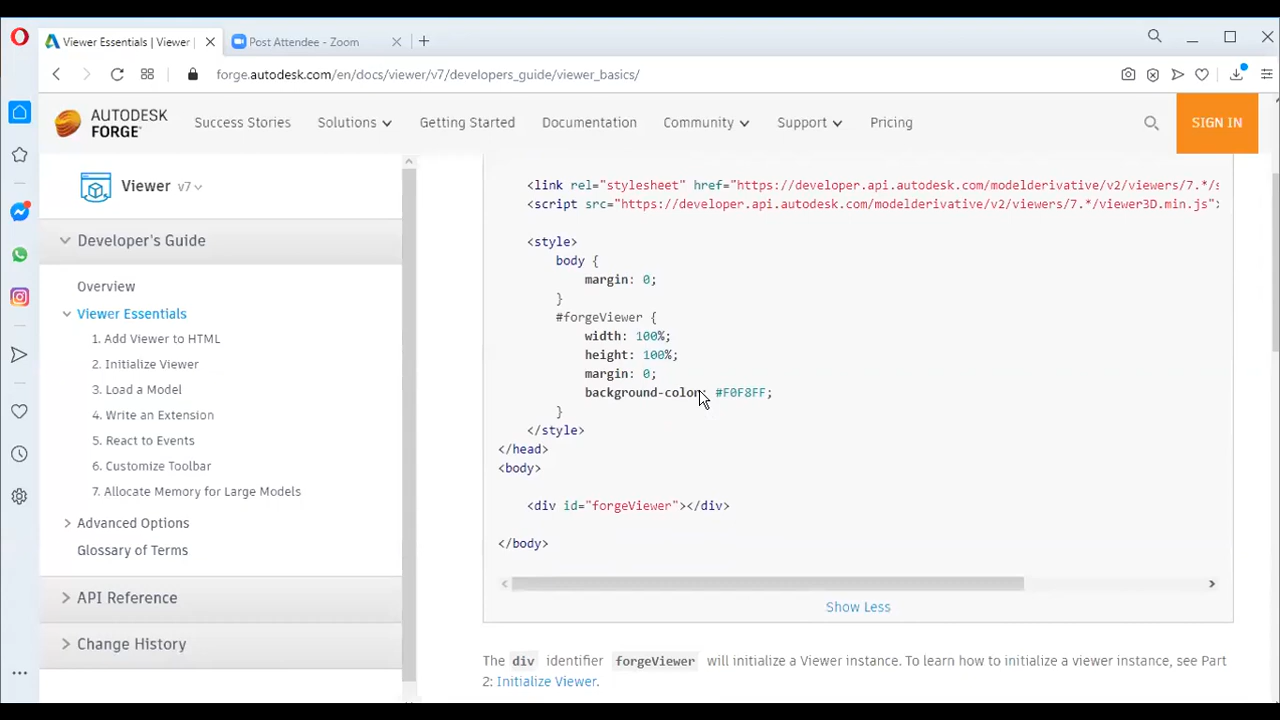 Viewer Essentials | Viewer
Post Attendee - Zoom
forge.autodesk.com/en/docs/viewer/v7/developers_guide/viewer_basics/
AUTODESK
FORGE
Success Stories
Solutions
Getting Started
Documentation
Community
Support
Pricing
SIGN IN
Viewer v7
Developer's Guide
Overview
Viewer Essentials
1. Add Viewer to HTML
2. Initialize Viewer
3. Load a Model
4. Write an Extension
5. React to Events
6. Customize Toolbar
7. Allocate Memory for Large Models
Advanced Options
Glossary of Terms
API Reference
Change History
<link rel="stylesheet" href="https://developer.api.autodesk.com/modelderivative/v2/viewers/7.*/s
<script src="https://developer.api.autodesk.com/modelderivative/v2/viewers/7.*/viewer3D.min.js">
<style>
body {
margin: 0;
}
#forgeViewer {
width: 100%;
height: 100%;
margin: 0;
background-color: #F0F8FF;
}
</style>
</head>
<body>
<div id="forgeViewer"></div>
</body>
Show Less
The div identifier forgeViewer will initialize a Viewer instance. To learn how to initialize a viewer instance, see Part
2: Initialize Viewer.